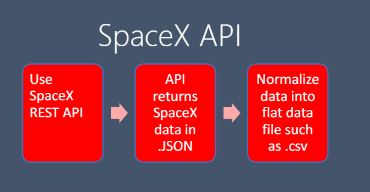 SpaceX API
Use
SpaceX
REST API
API
returns
SpaceX
data in
.JSON
Normalize
data into
flat data
file such
as .csv